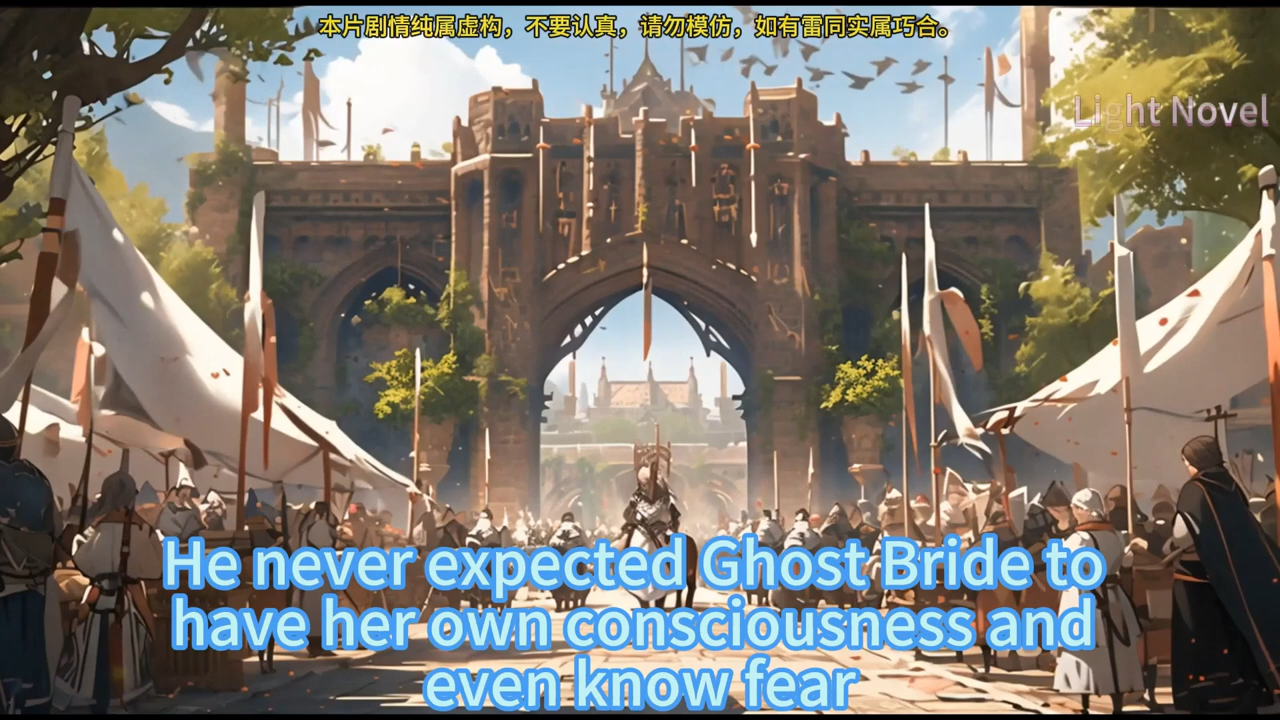 本片剧情纯属虚构，不要认真，请勿模仿，如有雷同实属巧合。
Light Novel
He never expected Ghost Bride to
have her own consciousness and
even know fear